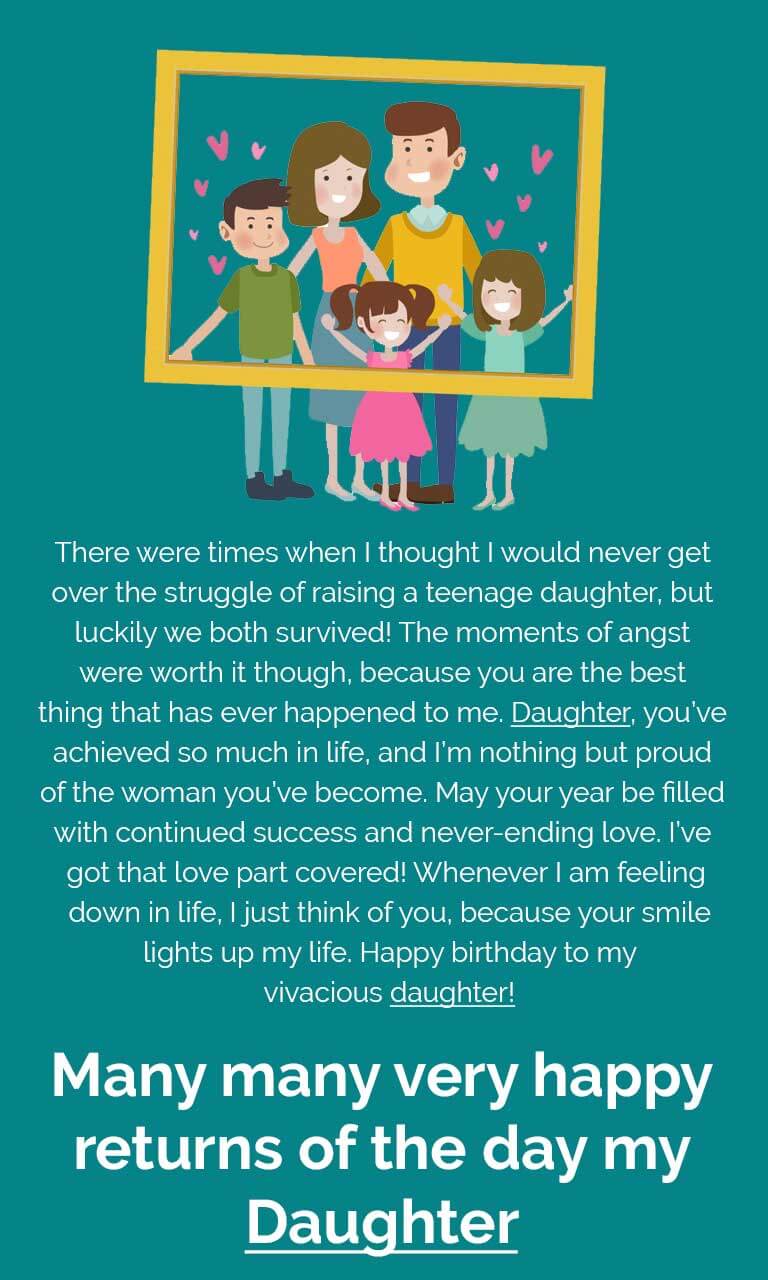 There were times when I thought I would never get
over the struggle of raising a teenage daughter, but
luckily we both survived! The moments of angst
were worth it though, because you are the best
thing that has ever happened to me. Daughter, you’ve
achieved so much in life, and I’m nothing but proud
of the woman you’ve become. May your year be filled
with continued success and never-ending love. I’ve
got that love part covered! Whenever I am feeling
down in life, I just think of you, because your smile
lights up my life. Happy birthday to my
vivacious daughter!
Many many very happy
returns of the day my
Daughter